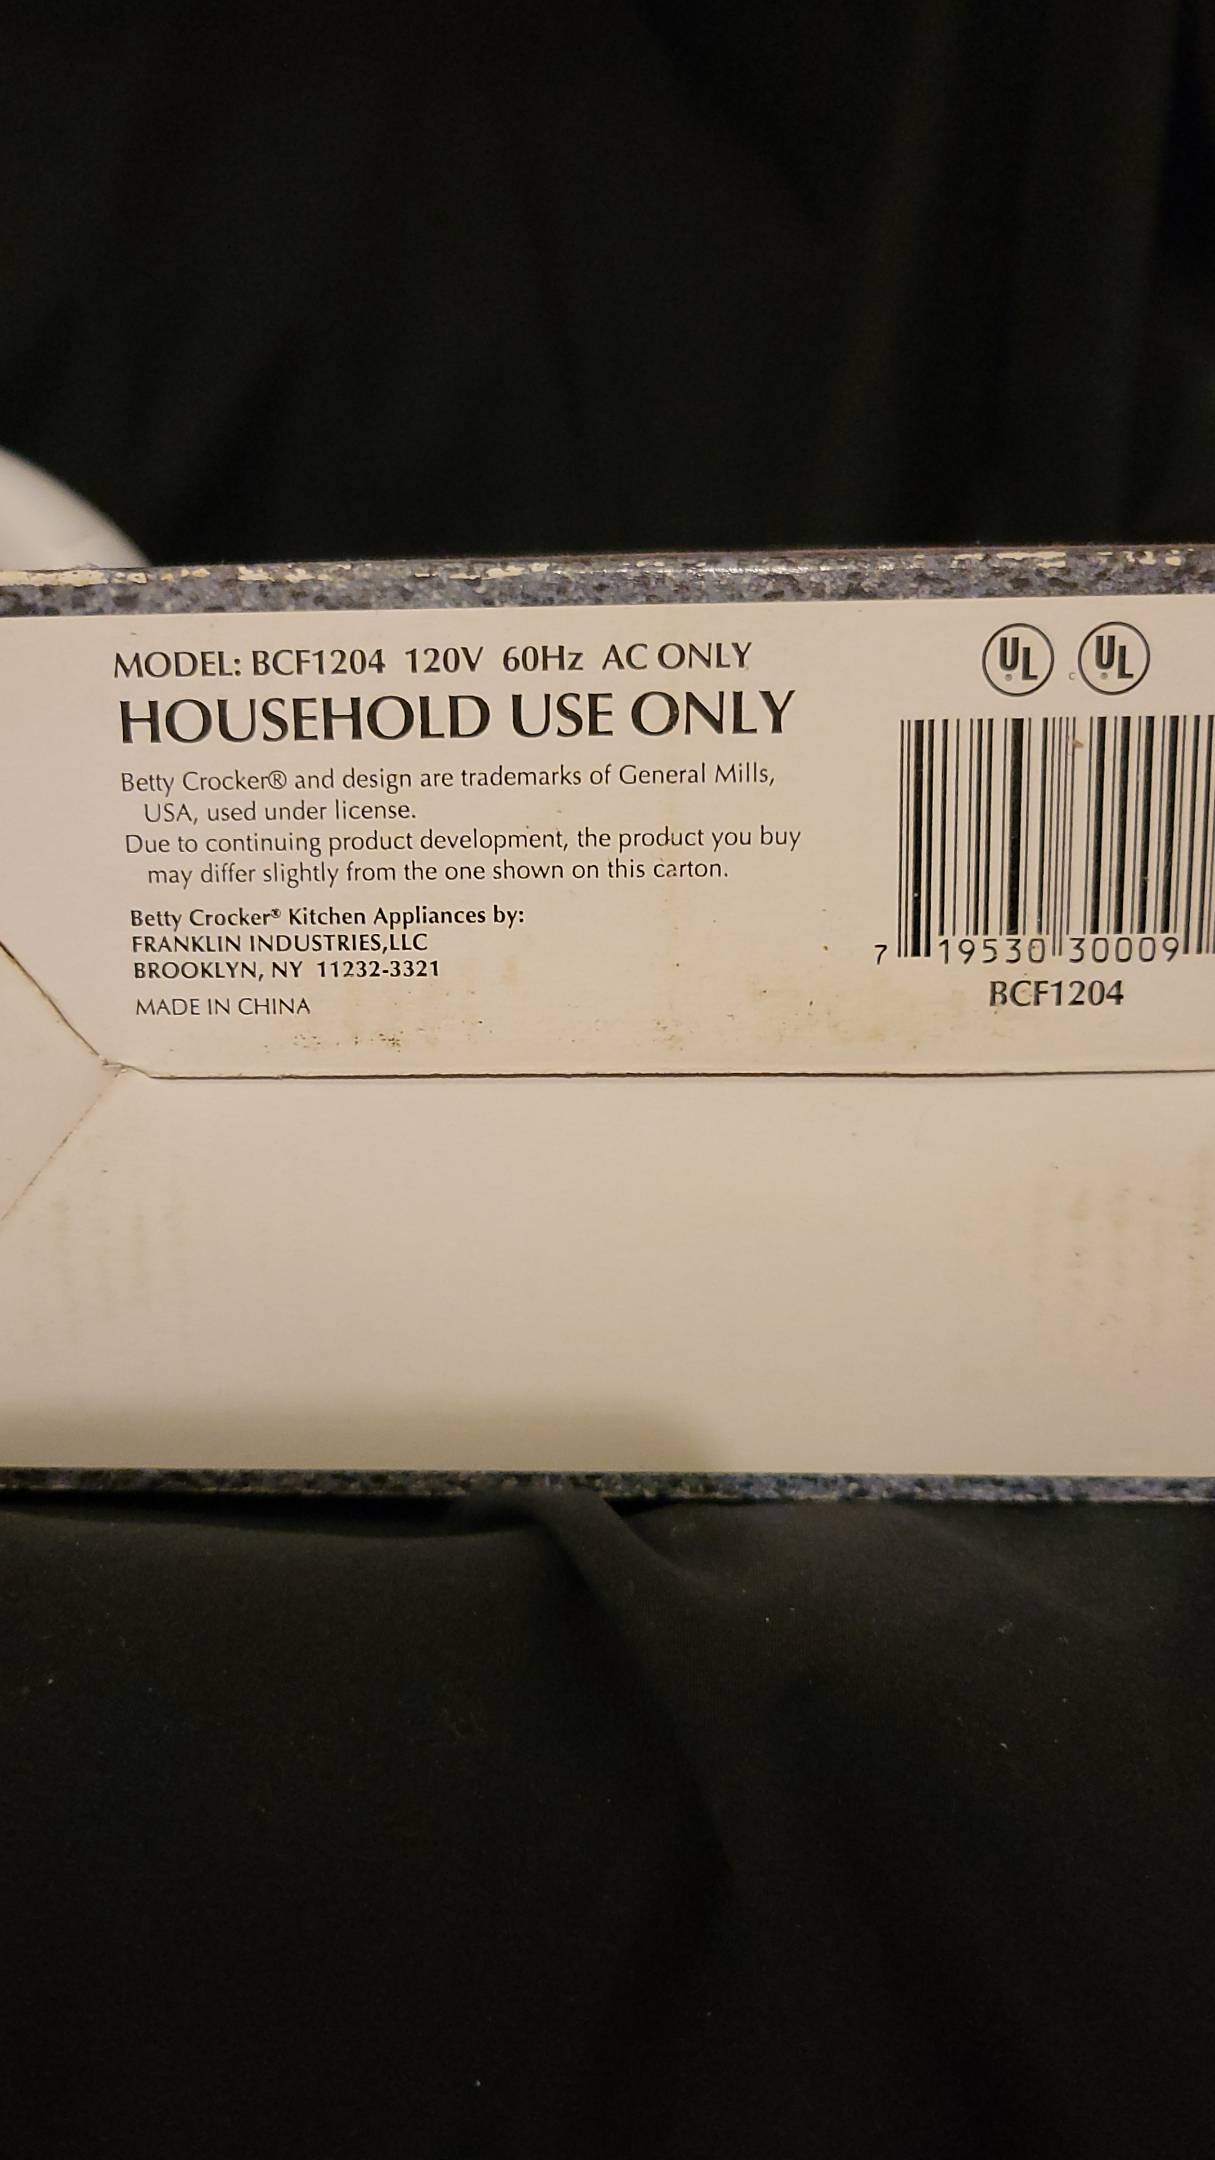 MODEL: BCF1204 120V 60Hz AC ONLY
HOUSEHOLD USE ONLY
Betty Crocker® and design are trademarks of General Mills,
USA, used under license.
Due to continuing product development, the product you buy
may differ slightly from the one shown on this carton.
Betty Crocker® Kitchen Appliances by:
FRANKLIN INDUSTRIES,LLC
BROOKLYN, NY 11232-3321
MADE IN CHINA
UL® c UL®
7 19530 30009
BCF1204